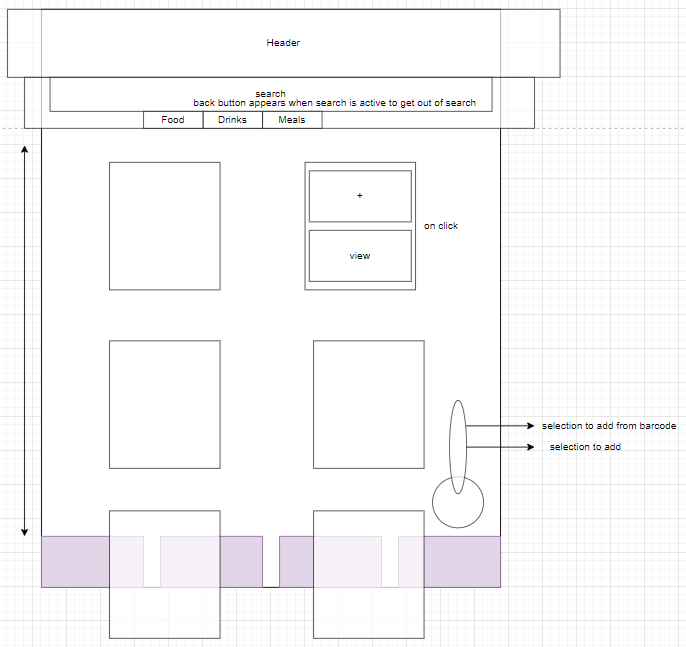 Header
search
back button appears when search is active to get out of search
Food
Drinks
Meals
+
on click
view
selection to add from barcode
selection to add